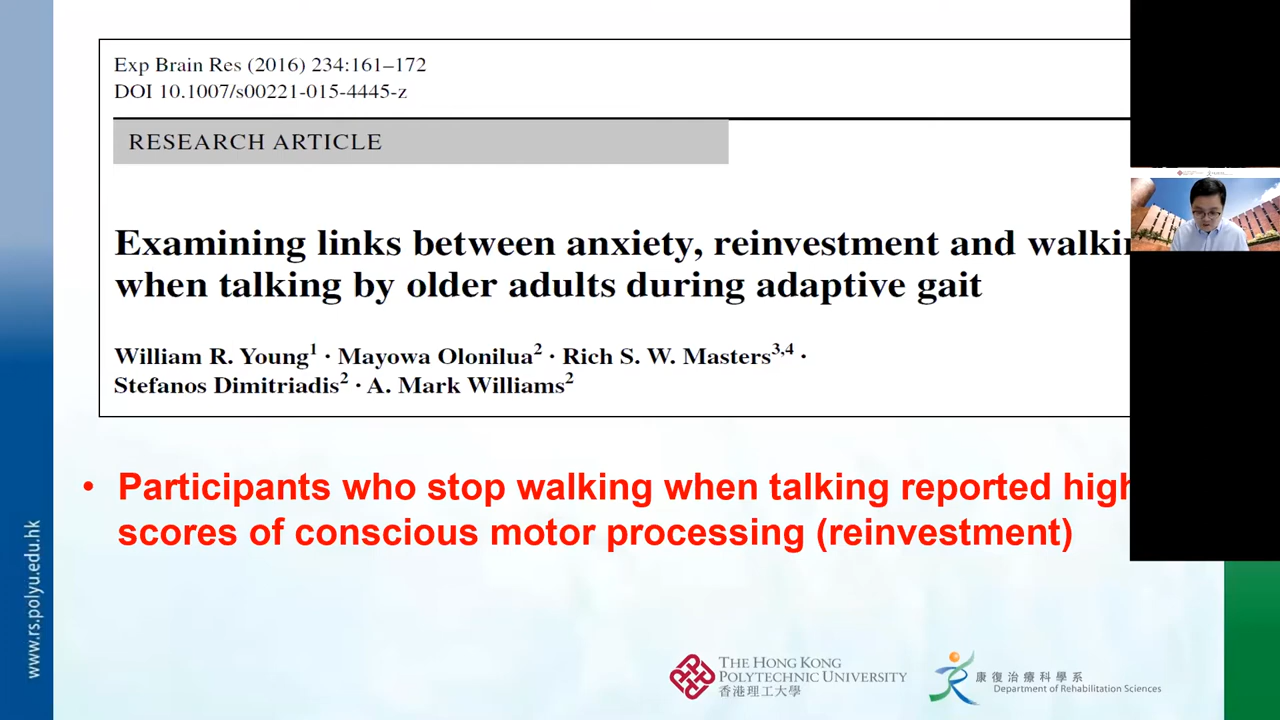 Exp Brain Res (2016) 234:161–172
DOI 10.1007/s00221-015-4445-z
RESEARCH ARTICLE
Examining links between anxiety, reinvestment and
when talking by older adults during adaptive gait
William R. Young1 · Mayowa Olonilua2 · Rich S. W. Masters3,4 ·
Stefanos Dimitriadis2 · A. Mark Williams2
• Participants who stop walking when talking reported
scores of conscious motor processing (reinvestment)
www.rs.polyu.edu.hk
THE HONG KONG
POLYTECHNIC UNIVERSITY
香港理工大學
康復治療科學系
Department of Rehabilitation Sciences